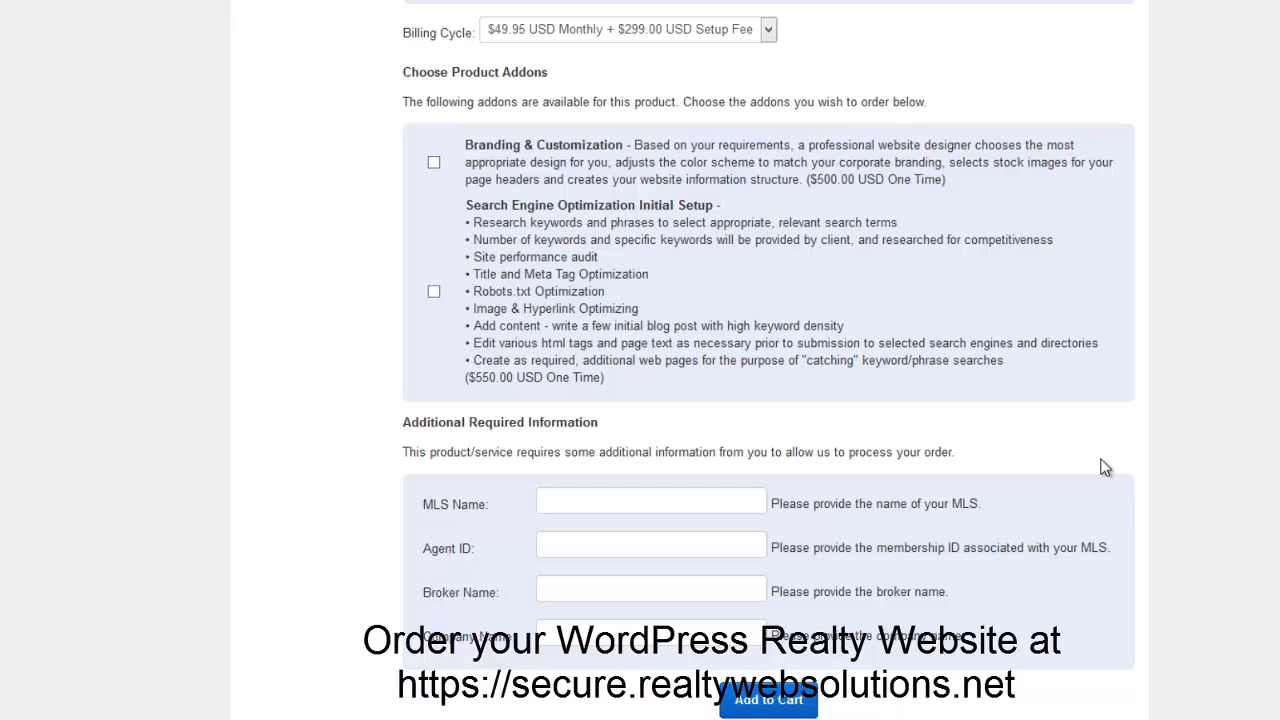 Billing Cycle: $49.95 USD Monthly + $299.00 USD Setup Fee
Choose Product Addons
The following addons are available for this product. Choose the addons you wish to order below.
Branding & Customization - Based on your requirements, a professional website designer chooses the most
appropriate design for you, adjusts the color scheme to match your corporate branding, selects stock images for your
page headers and creates your website information structure. ($500.00 USD One Time)
Search Engine Optimization Initial Setup -
• Research keywords and phrases to select appropriate, relevant search terms
• Number of keywords and specific keywords will be provided by client, and researched for competitiveness
• Site performance audit
• Title and Meta Tag Optimization
• Robots.txt Optimization
• Image & Hyperlink Optimizing
• Add content - write a few initial blog post with high keyword density
• Edit various html tags and page text as necessary prior to submission to selected search engines and directories
• Create as required, additional web pages for the purpose of "catching" keyword/phrase searches
($550.00 USD One Time)
Additional Required Information
This product/service requires some additional information from you to allow us to process your order.
MLS Name: Please provide the name of your MLS.
Agent ID: Please provide the membership ID associated with your MLS.
Broker Name: Please provide the broker name.
Company Name: Please provide the company name.
Order your WordPress Realty Website at
https://secure.realtywebsolutions.net
Add to Cart